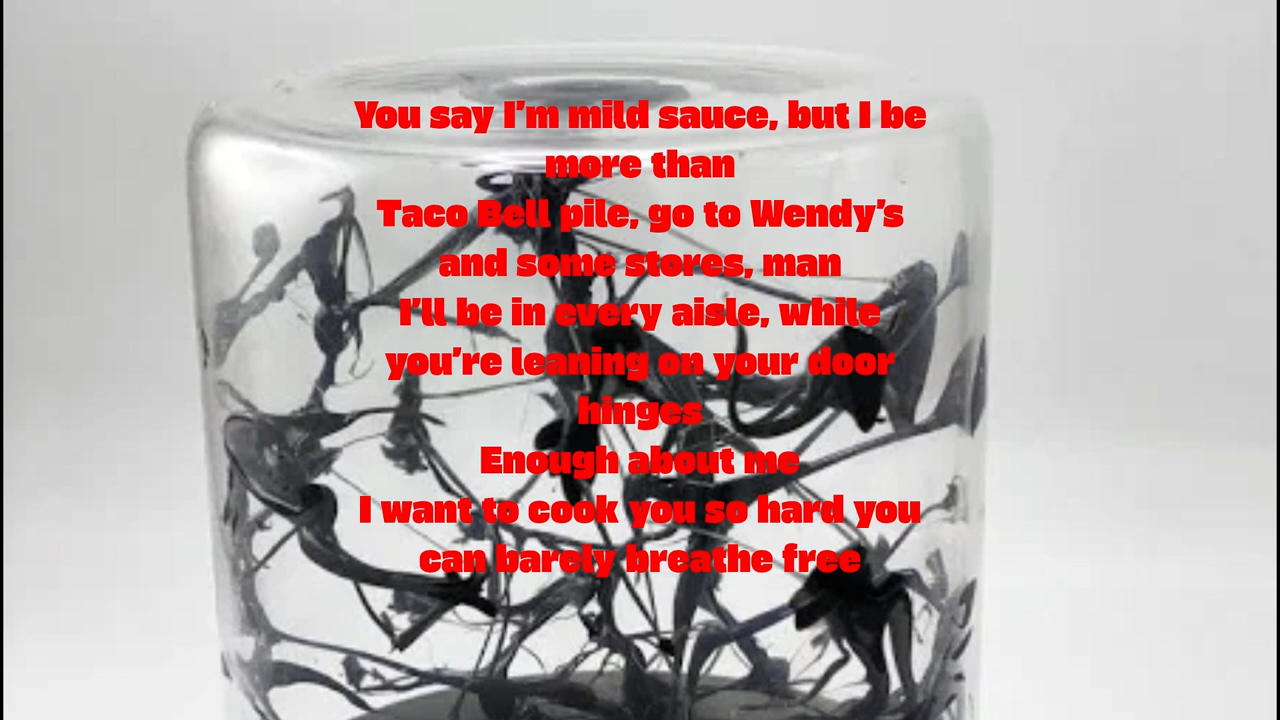 You say I'm mild sauce, but I be
more than
Taco Bell pile, go to Wendy's
and some stores, man
I'll be in every aisle, while
you're leaning on your door
hinges
Enough about me
I want to cook you so hard you
can barely breathe free